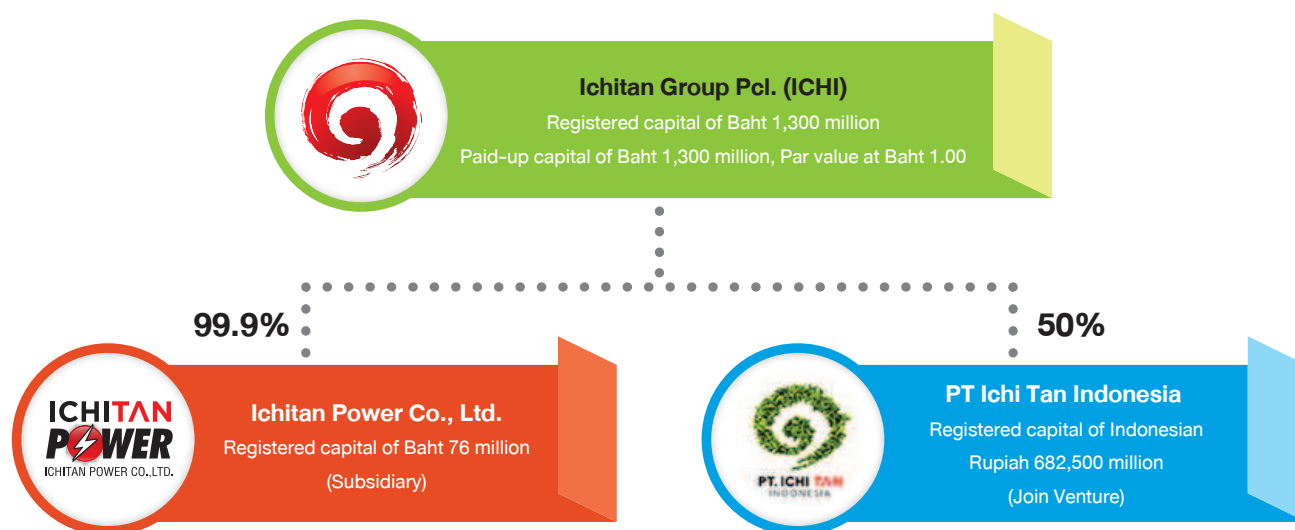 Ichitan Group Pcl. (ICHI)
Registered capital of Baht 1,300 million
Paid-up capital of Baht 1,300 million, Par value at Baht 1.00
99.9%
50%
ICHITAN
POWER
ICHITAN POWER CO.,LTD.
Ichitan Power Co., Ltd.
Registered capital of Baht 76 million
(Subsidiary)
PT. ICHI TAN
INDONESIA
PT Ichi Tan Indonesia
Registered capital of Indonesian
Rupiah 682,500 million
(Join Venture)